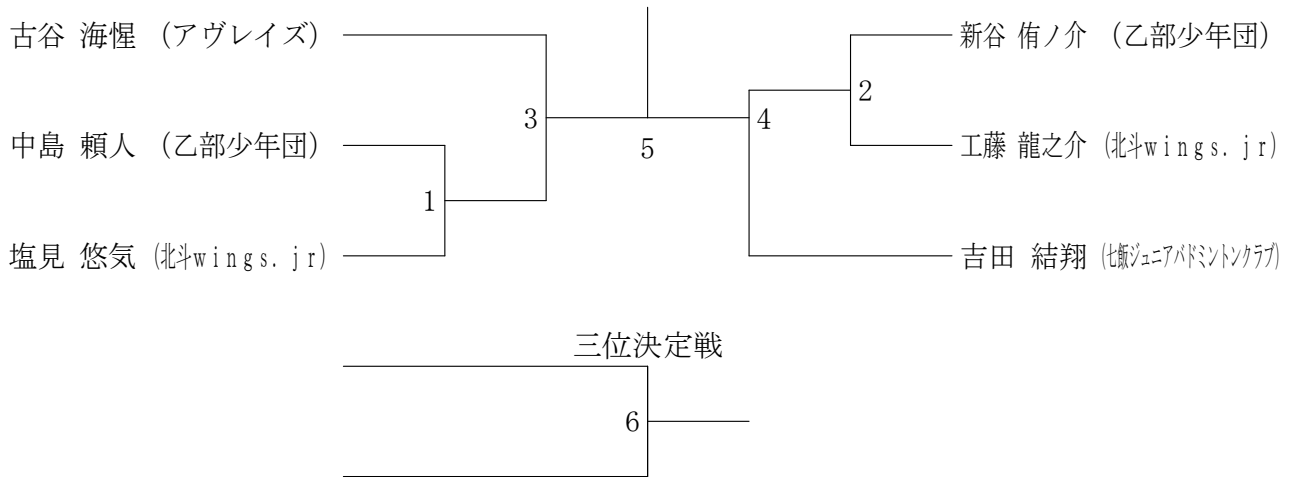 古谷 海惺 （アヴレイズ）
中島 頼人 （乙部少年団）
塩見 悠気 (北斗wings.jr)
1
3
5
4
2
新谷 侑ノ介 （乙部少年団）
工藤 龍之介 (北斗wings.jr)
吉田 結翔 (七飯ジュニアバドミントンクラブ)
三位決定戦
6